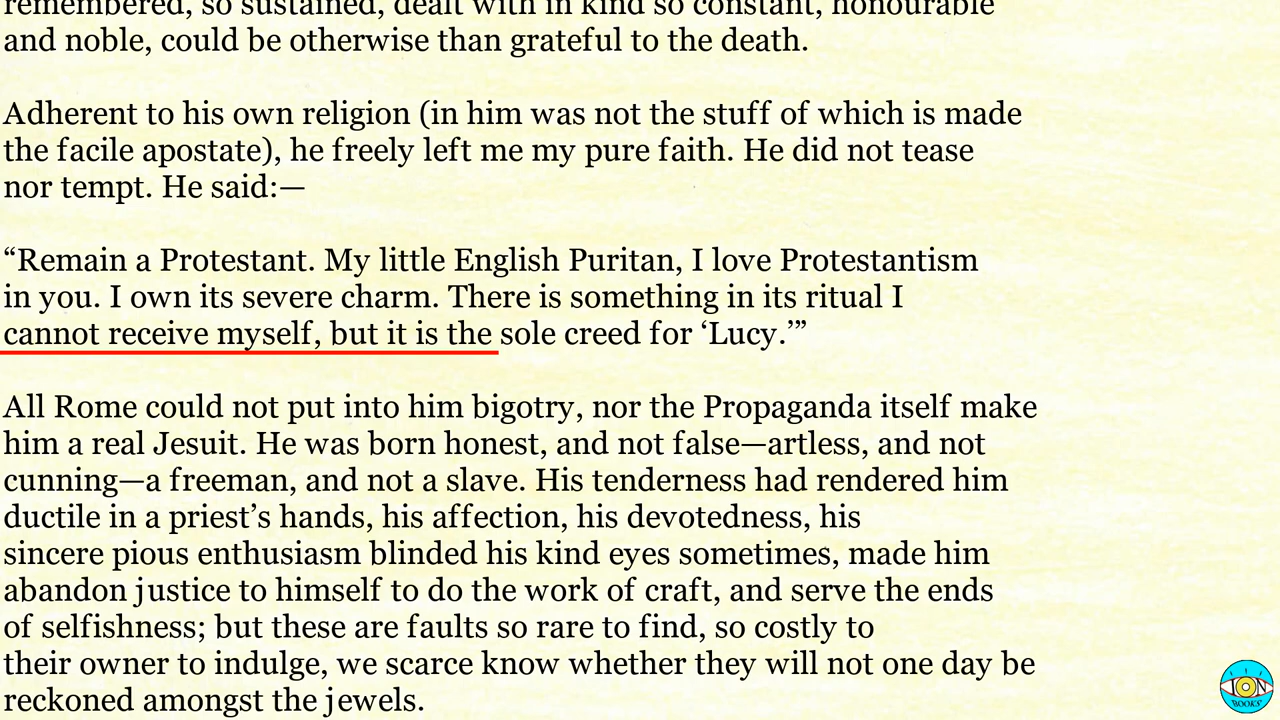 remembered, so sustained, dealt with in kind so constant, honourable
and noble, could be otherwise than grateful to the death.
Adherent to his own religion (in him was not the stuff of which is made
the facile apostate), he freely left me my pure faith. He did not tease
nor tempt. He said:—
“Remain a Protestant. My little English Puritan, I love Protestantism
in you. I own its severe charm. There is something in its ritual I
cannot receive myself, but it is the sole creed for ‘Lucy.’”
All Rome could not put into him bigotry, nor the Propaganda itself make
him a real Jesuit. He was born honest, and not false—artless, and not
cunning—a freeman, and not a slave. His tenderness had rendered him
ductile in a priest’s hands, his affection, his devotedness, his
sincere pious enthusiasm blinded his kind eyes sometimes, made him
abandon justice to himself to do the work of craft, and serve the ends
of selfishness; but these are faults so rare to find, so costly to
their owner to indulge, we scarce know whether they will not one day be
reckoned amongst the jewels.
ION
BOOKS